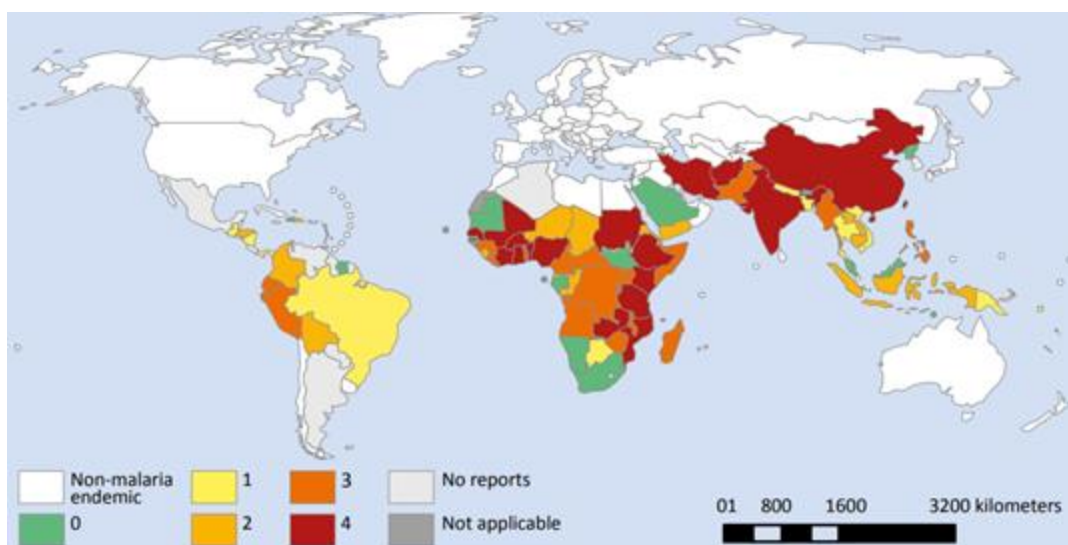 Non-malaria
endemic
0
1
2
3
4
No reports
Not applicable
01 800 1600 3200 kilometers